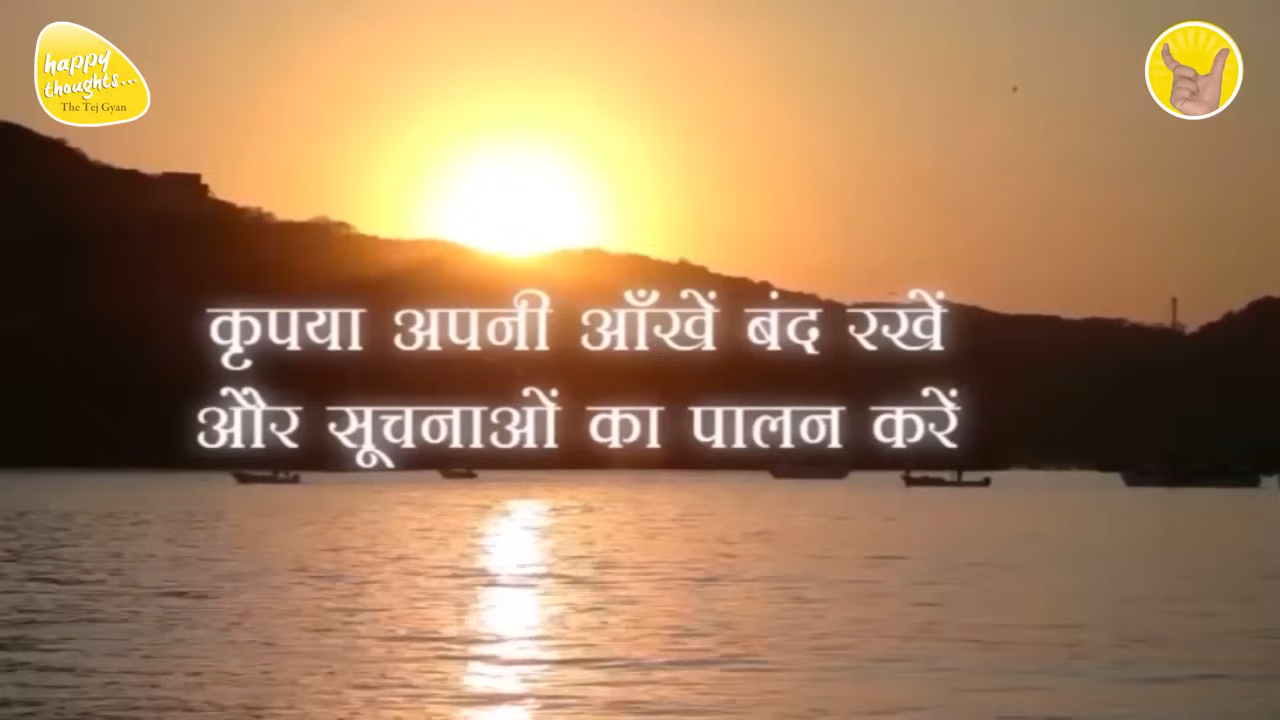 happy
thoughts...
The Tej Gyan
कृपया अपनी आँखें बंद रखें
और सूचनाओं का पालन करें